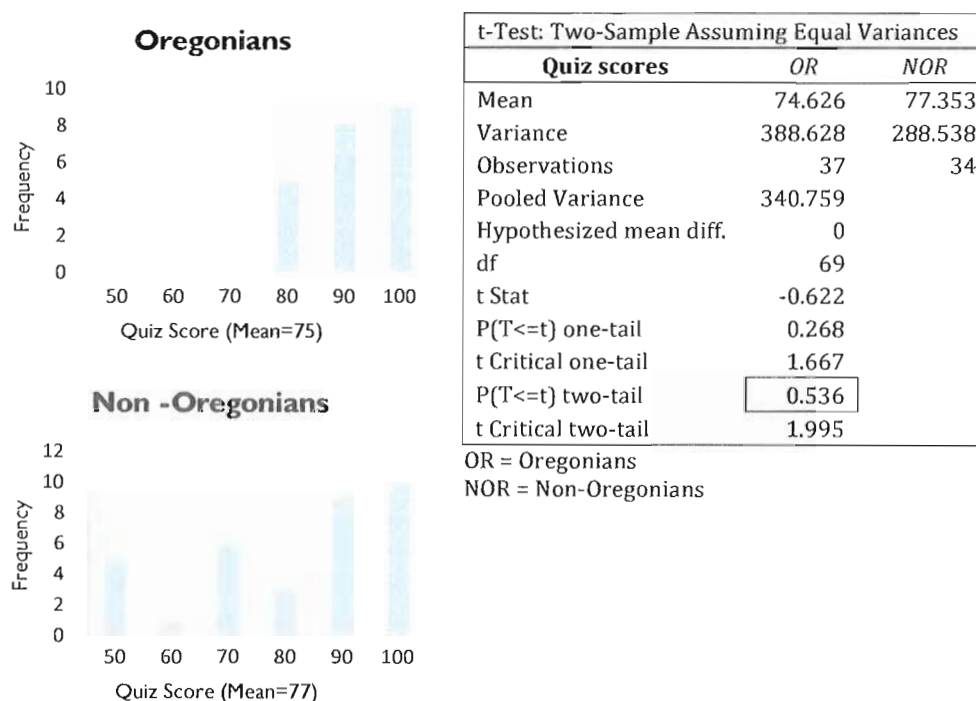 Oregonians
10
8
6
4
2
0
Frequency
50 60 70 80 90 100
Quiz Score (Mean=75)
Non -Oregonians
12
10
8
6
4
2
0
Frequency
50 60 70 80 90 100
Quiz Score (Mean=77)
t-Test: Two-Sample Assuming Equal Variances
Quiz scores OR NOR
Mean 74.626 77.353
Variance 388.628 288.538
Observations 37 34
Pooled Variance 340.759
Hypothesized mean diff. 0
df 69
t Stat -0.622
P(T<=t) one-tail 0.268
t Critical one-tail 1.667
P(T<=t) two-tail 0.536
t Critical two-tail 1.995
OR = Oregonians
NOR = Non-Oregonians